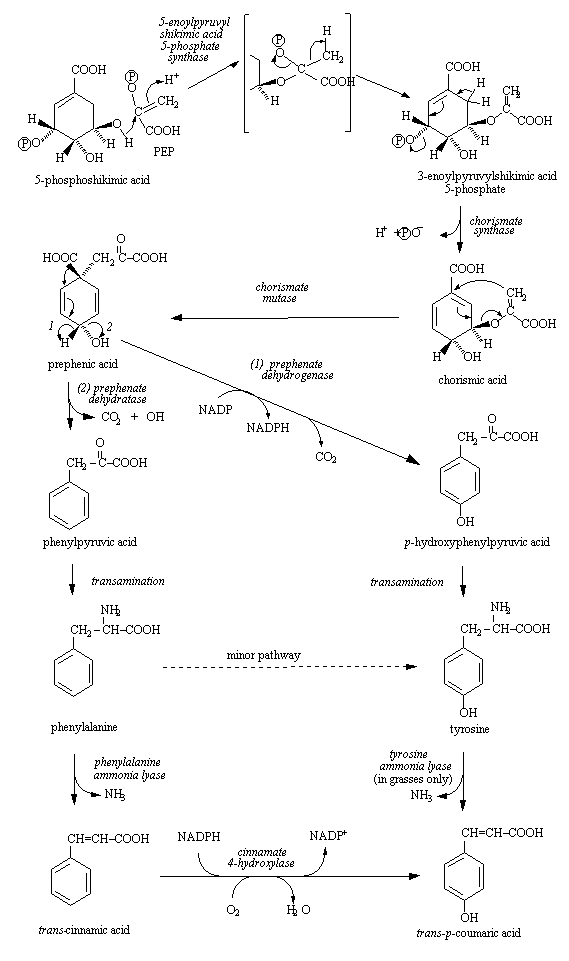 5-enoylpyruvyl
shikimic acid
5-phosphate
synthase
H
P
CH2
C
O
COOH
H
COOH
P
O
H+
C
CH2
COOH
H
P O
H OH
O H
H
PEP
5-phosphoshikimic acid
COOH
H
H
CH2
C
O COOH
H
P O
H OH
H
3-enoylpyruvylshikimic acid
5-phosphate
H+ + PO−
chorismate
synthase
O
HOOC CH2 –C–COOH
1 2
H OH
prephenic acid
chorismate
mutase
COOH
CH2
C
O COOH
H
H OH
chorismic acid
(2) prephenate
dehydratase
CO2 + OH
(1) prephenate
dehydrogenase
NADP
NADPH
CO2
O
CH2 –C–COOH
phenylpyruvic acid
O
CH2 –C–COOH
OH
p-hydroxyphenylpyruvic acid
transamination
transamination
NH2
CH2 –CH–COOH
phenylalanine
minor pathway
NH2
CH2 –CH–COOH
OH
tyrosine
phenylalanine
ammonia lyase
NH3
tyrosine
ammonia lyase
(in grasses only)
NH3
CH=CH–COOH
trans-cinnamic acid
NADPH NADP+
cinnamate
4-hydroxylase
O2 H2O
CH=CH–COOH
OH
trans-p-coumaric acid